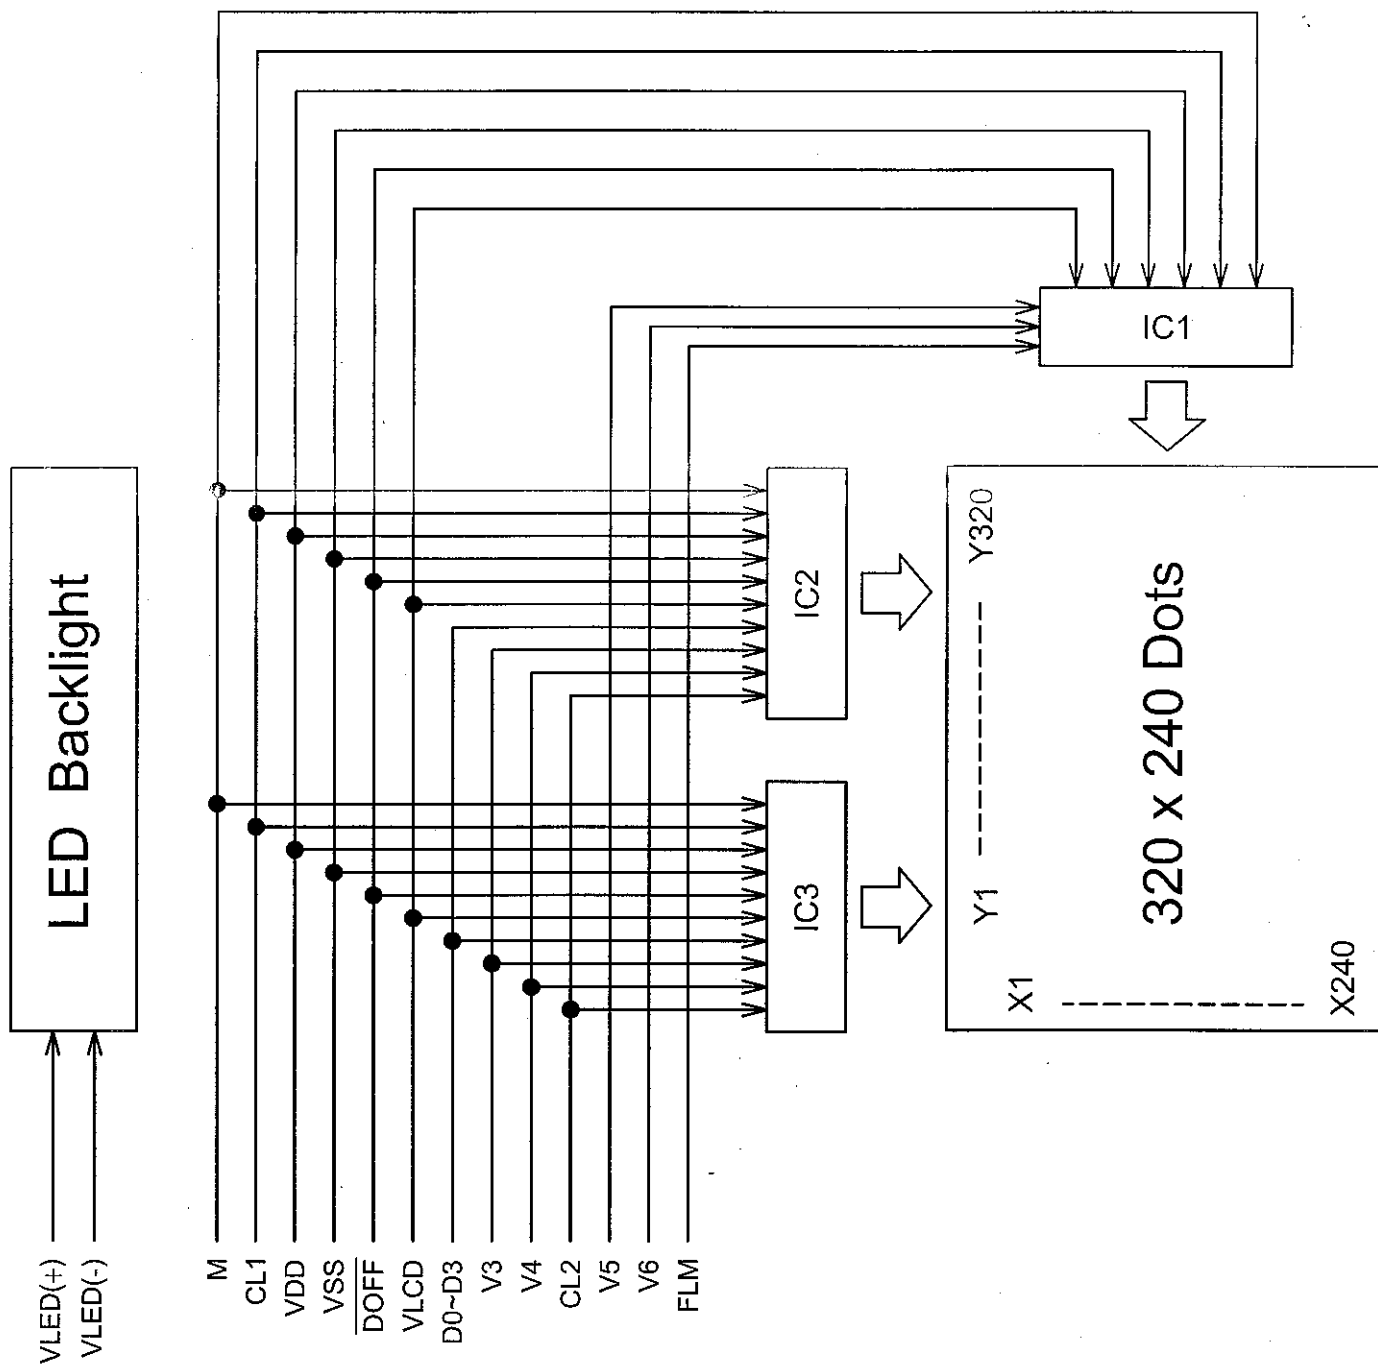 LED Backlight
VLED(+)
VLED(-)
M
CL1
VDD
VSS
DOFF
VLCD
D0~D3
V3
V4
CL2
V5
V6
FLM
IC1
IC2
IC3
Y1 Y320
X1
X240
320 x 240 Dots